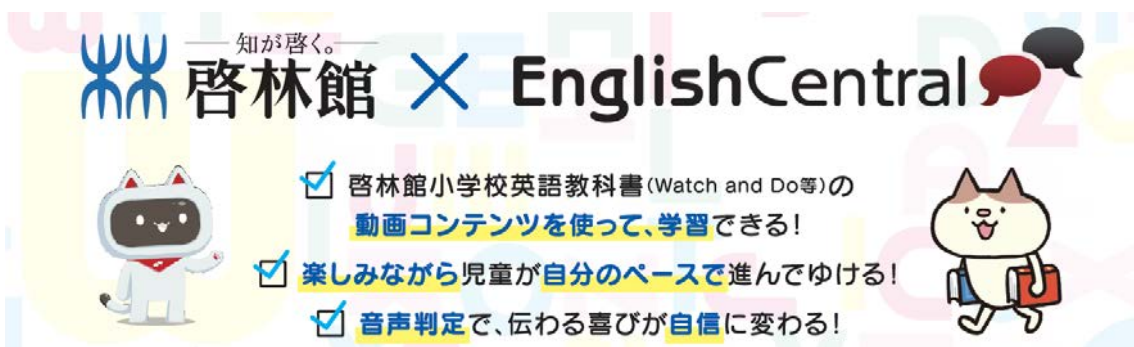 知が啓く。
啓林館 × EnglishCentral
啓林館小学校英語教科書(Watch and Do等)の
動画コンテンツを使って、学習できる!
楽しみながら児童が自分のペースで進んでゆける!
音声判定で、伝わる喜びが自信に変わる!